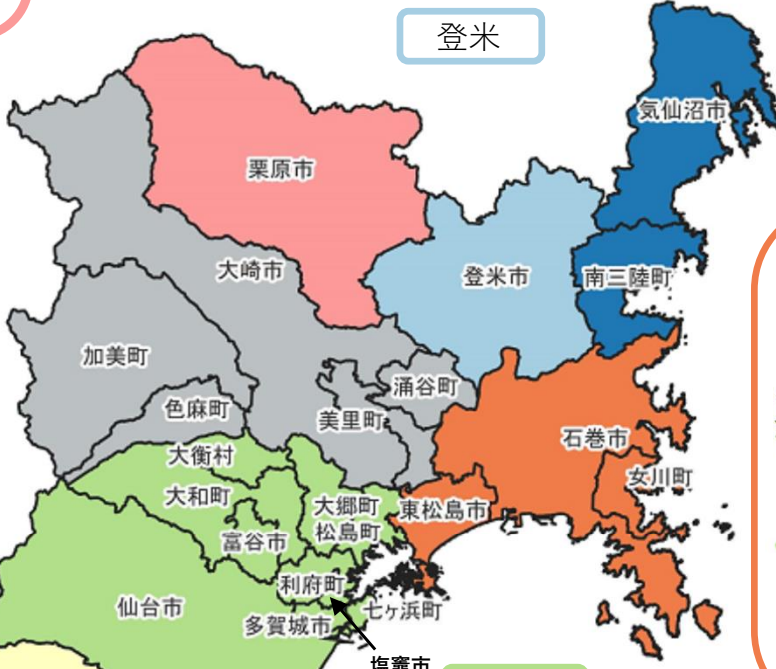 登米
気仙沼市
栗原市
大崎市
登米市
南三陸町
加美町
涌谷町
色麻町
美里町
石巻市
大衡村
女川町
大和町
大郷町
東松島市
松島町
富谷市
利府町
仙台市
七ヶ浜町
多賀城市
塩竈市